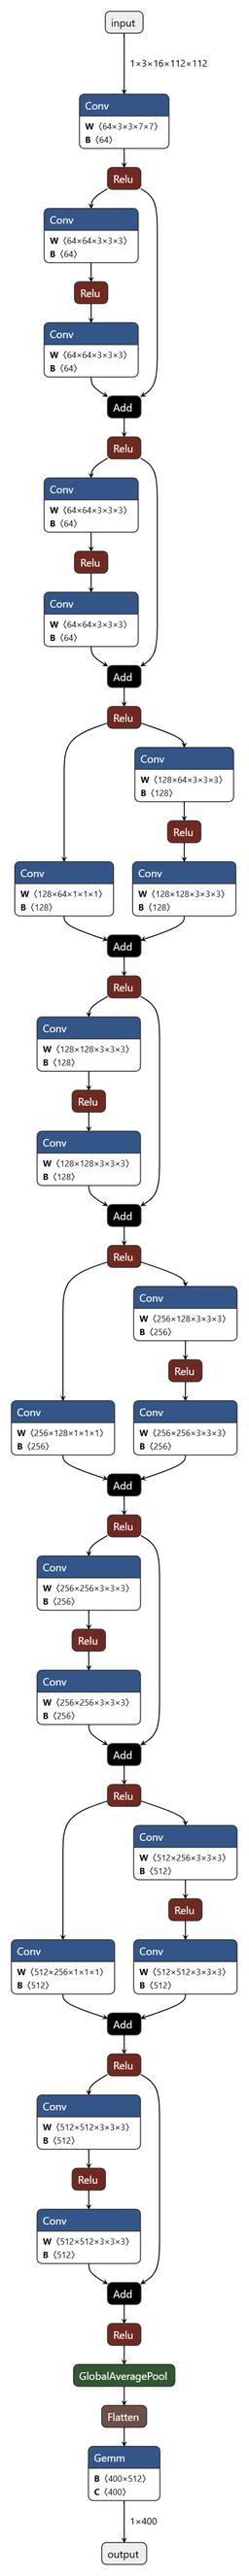 input
1×3×16×112×112
Conv
W ⟨64×3×3×7×7⟩
B ⟨64⟩
Relu
Conv
W ⟨64×64×3×3×3⟩
B ⟨64⟩
Relu
Conv
W ⟨64×64×3×3×3⟩
B ⟨64⟩
Add
Relu
Conv
W ⟨64×64×3×3×3⟩
B ⟨64⟩
Relu
Conv
W ⟨64×64×3×3×3⟩
B ⟨64⟩
Add
Relu
Conv
W ⟨128×64×3×3×3⟩
B ⟨128⟩
Relu
Conv
W ⟨128×64×1×1×1⟩
B ⟨128⟩
Conv
W ⟨128×128×3×3×3⟩
B ⟨128⟩
Add
Relu
Conv
W ⟨128×128×3×3×3⟩
B ⟨128⟩
Relu
Conv
W ⟨128×128×3×3×3⟩
B ⟨128⟩
Add
Relu
Conv
W ⟨256×128×3×3×3⟩
B ⟨256⟩
Relu
Conv
W ⟨256×128×1×1×1⟩
B ⟨256⟩
Conv
W ⟨256×256×3×3×3⟩
B ⟨256⟩
Add
Relu
Conv
W ⟨256×256×3×3×3⟩
B ⟨256⟩
Relu
Conv
W ⟨256×256×3×3×3⟩
B ⟨256⟩
Add
Relu
Conv
W ⟨512×256×3×3×3⟩
B ⟨512⟩
Relu
Conv
W ⟨512×256×1×1×1⟩
B ⟨512⟩
Conv
W ⟨512×512×3×3×3⟩
B ⟨512⟩
Add
Relu
Conv
W ⟨512×512×3×3×3⟩
B ⟨512⟩
Relu
Conv
W ⟨512×512×3×3×3⟩
B ⟨512⟩
Add
Relu
GlobalAveragePool
Flatten
Gemm
B ⟨400×512⟩
C ⟨400⟩
1×400
output